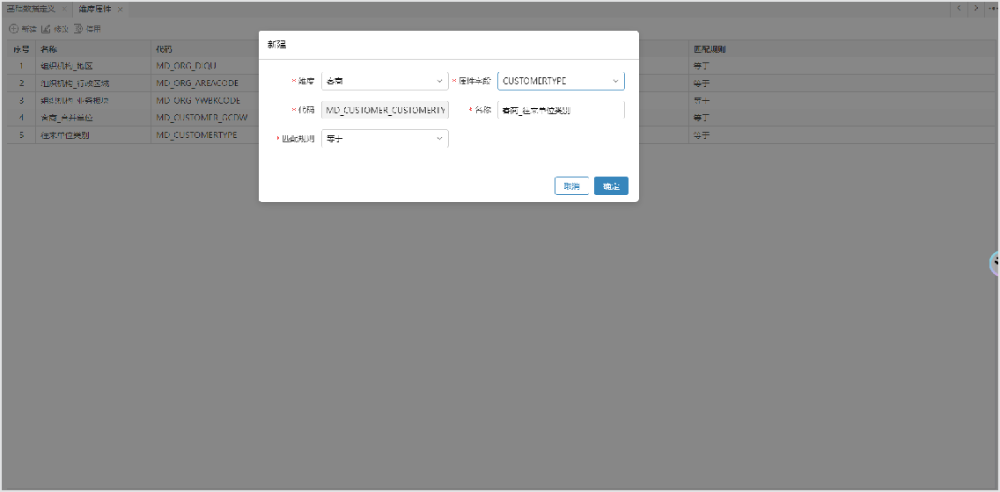 基础数据定义 × 维度属性 ×
新建 修改 停用
序号 名称 代码 匹配规则
1 组织机构_地区 MD_ORG_DIQU 等于
2 组织机构_行政区域 MD_ORG_AREACODE 等于
3 组织机构_业务板块 MD_ORG_YWBKCODE 等于
4 客商_合并单位 MD_CUSTOMER_GCDW 等于
5 往来单位类别 MD_CUSTOMERTYPE 等于
新建
* 维度 客商 * 属性字段 CUSTOMERTYPE
* 代码 MD_CUSTOMER_CUSTOMERTY * 名称 客商_往来单位类别
* 匹配规则 等于
取消 确定